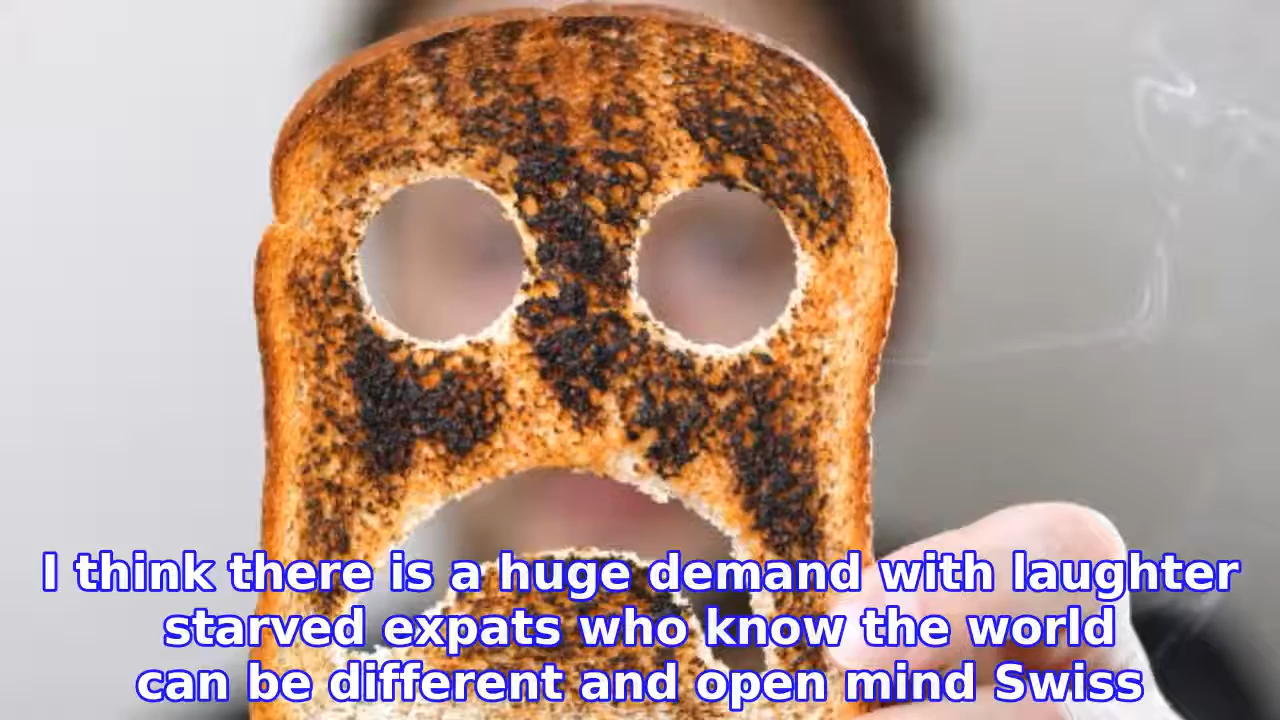 I think there is a huge demand with laughter
starved expats who know the world
can be different and open mind Swiss